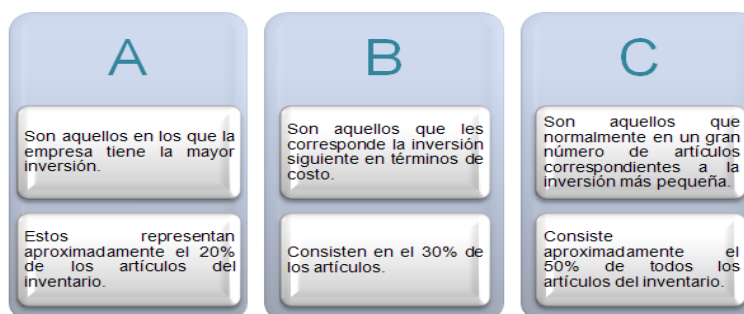 A
Son aquellos en los que la
empresa tiene la mayor
inversión.
Estos representan
aproximadamente el 20%
de los artículos del
inventario.
B
Son aquellos que les
corresponde la inversión
siguiente en términos de
costo.
Consisten en el 30% de
los artículos.
C
Son aquellos que
normalmente en un gran
número de artículos
correspondientes a la
inversión más pequeña.
Consiste
aproximadamente el
50% de todos los
artículos del inventario.